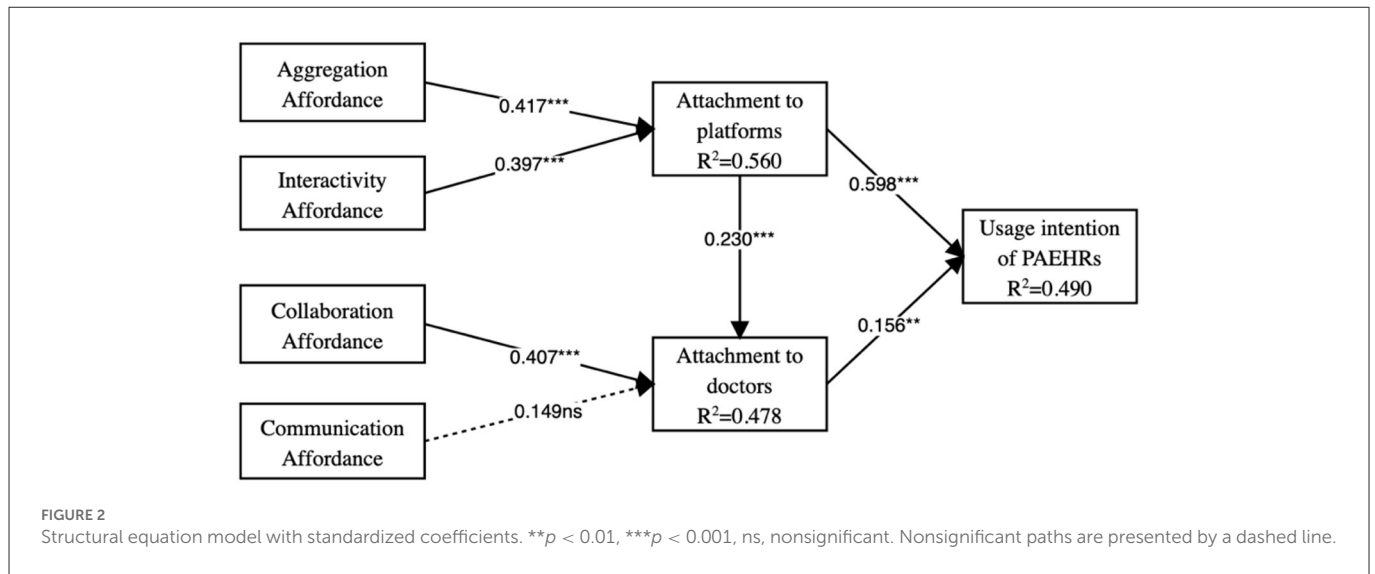 Aggregation
Affordance
0.417***
Interactivity
Affordance
0.397***
Attachment to
platforms
R²=0.560
0.598***
0.230***
Usage intention
of PAEHRs
R²=0.490
Collaboration
Affordance
0.407***
Communication
Affordance
0.149ns
Attachment to
doctors
R²=0.478
0.156**
FIGURE 2
Structural equation model with standardized coefficients. **p < 0.01, ***p < 0.001, ns, nonsignificant. Nonsignificant paths are presented by a dashed line.